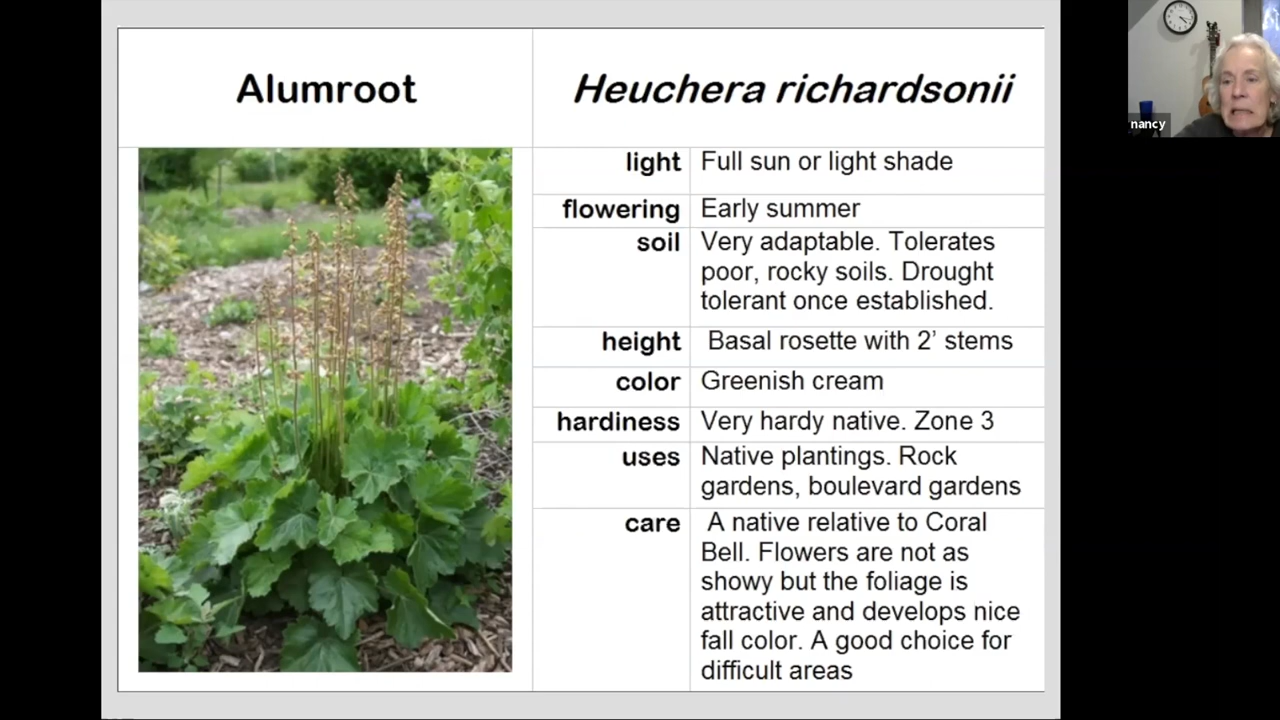 Alumroot
Heuchera richardsonii
light Full sun or light shade
flowering Early summer
soil Very adaptable. Tolerates
poor, rocky soils. Drought
tolerant once established.
height Basal rosette with 2’ stems
color Greenish cream
hardiness Very hardy native. Zone 3
uses Native plantings. Rock
gardens, boulevard gardens
care A native relative to Coral
Bell. Flowers are not as
showy but the foliage is
attractive and develops nice
fall color. A good choice for
difficult areas
nancy